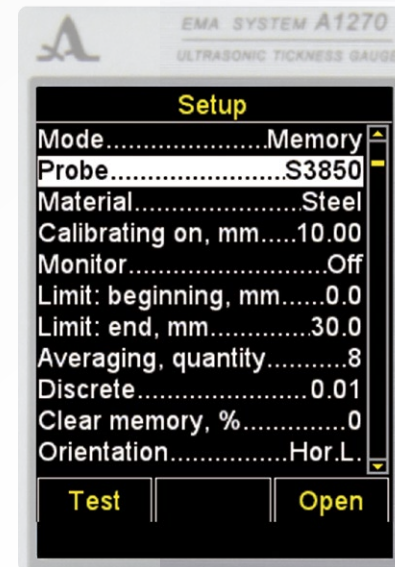 EMA SYSTEM A1270
ULTRASONIC TICKNESS GAUGE
Setup
Mode......................Memory
Probe........................S3850
Material.......................Steel
Calibrating on, mm.....10.00
Monitor...........................Off
Limit: beginning, mm......0.0
Limit: end, mm..............30.0
Averaging, quantity...........8
Discrete.......................0.01
Clear memory, %..............0
Orientation................Hor.L.
Test Open